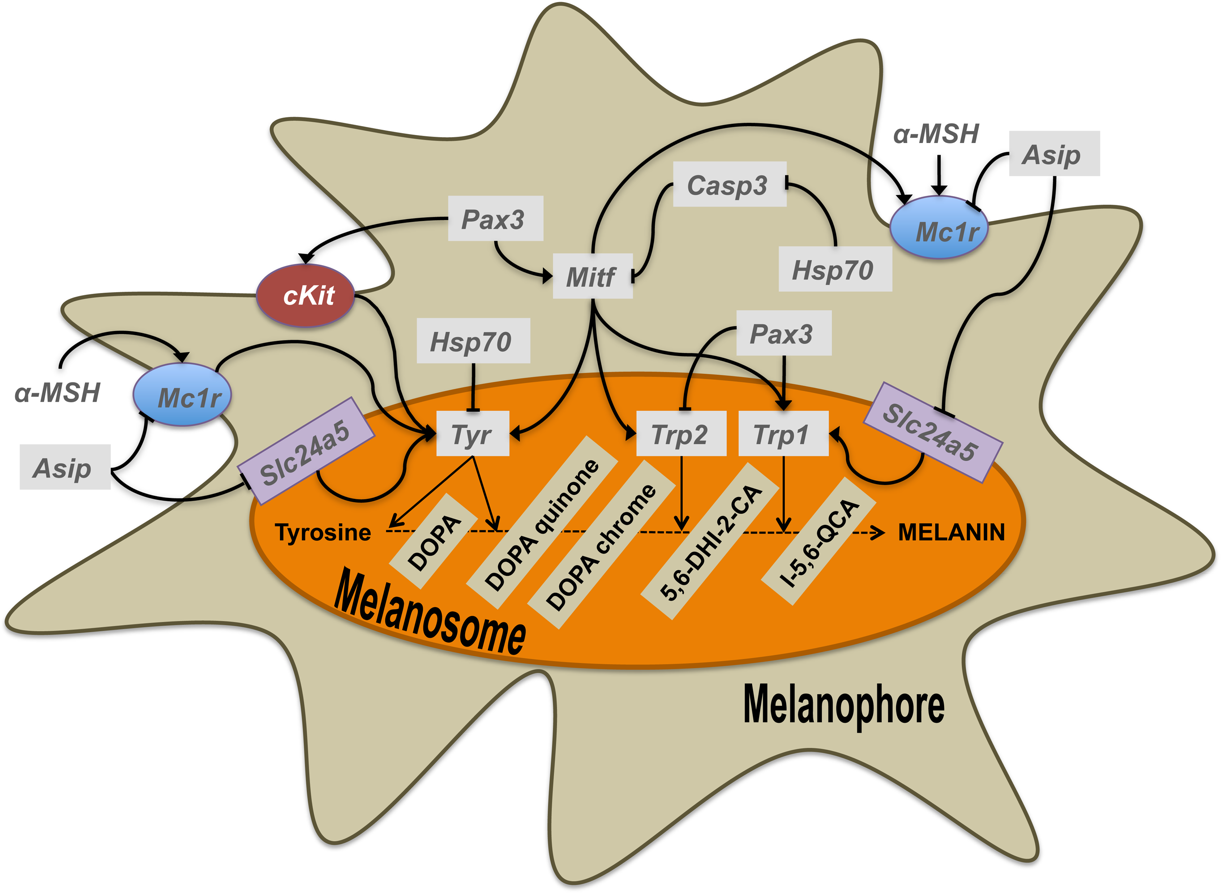 α-MSH
Asip
Mc1r
Casp3
Pax3
Hsp70
Mitf
cKit
Hsp70
Pax3
α-MSH
Mc1r
Slc24a5
Tyr
Trp2
Trp1
Slc24a5
Asip
Tyrosine
DOPA
DOPA quinone
DOPA chrome
5,6-DHI-2-CA
I-5,6-QCA
MELANIN
Melanosome
Melanophore